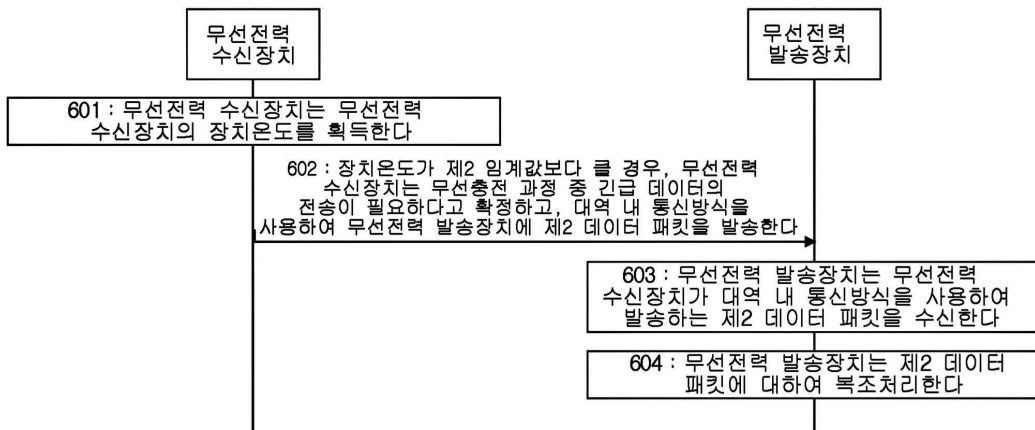 무선전력
수신장치
무선전력
발송장치
601 : 무선전력 수신장치는 무선전력
수신장치의 장치온도를 획득한다
602 : 장치온도가 제2 임계값보다 클 경우, 무선전력
수신장치는 무선충전 과정 중 긴급 데이터의
전송이 필요하다고 확정하고, 대역 내 통신방식을
사용하여 무선전력 발송장치에 제2 데이터 패킷을 발송한다
603 : 무선전력 발송장치는 무선전력
수신장치가 대역 내 통신방식을 사용하여
발송하는 제2 데이터 패킷을 수신한다
604 : 무선전력 발송장치는 제2 데이터
패킷에 대하여 복조처리한다